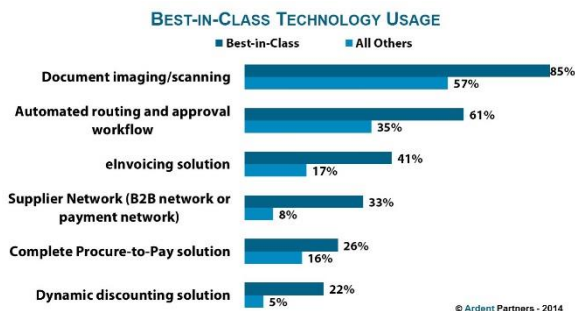 BEST-IN-CLASS TECHNOLOGY USAGE
Best-in-Class All Others
Document imaging/scanning
85%
57%
Automated routing and approval
workflow
61%
35%
eInvoicing solution
41%
17%
Supplier Network (B2B network or
payment network)
33%
8%
Complete Procure-to-Pay solution
26%
16%
Dynamic discounting solution
22%
5%
© Ardent Partners - 2014